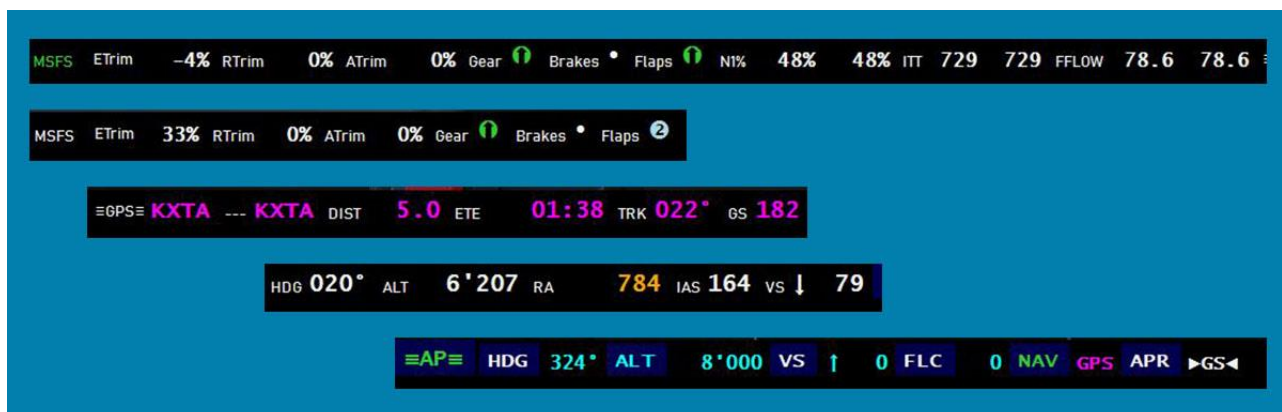 MSFS ETrim -4% RTrim 0% ATrim 0% Gear Brakes Flaps N1% 48% 48% ITT 729 729 FFLOW 78.6 78.6
MSFS ETrim 33% RTrim 0% ATrim 0% Gear Brakes Flaps 2
≡GPS≡ KXTA --- KXTA DIST 5.0 ETE 01:38 TRK 022° GS 182
HDG 020° ALT 6'207 RA 784 IAS 164 VS ↓ 79
≡AP≡ HDG 324° ALT 8'000 VS ↑ 0 FLC 0 NAV GPS APR ►GS◄